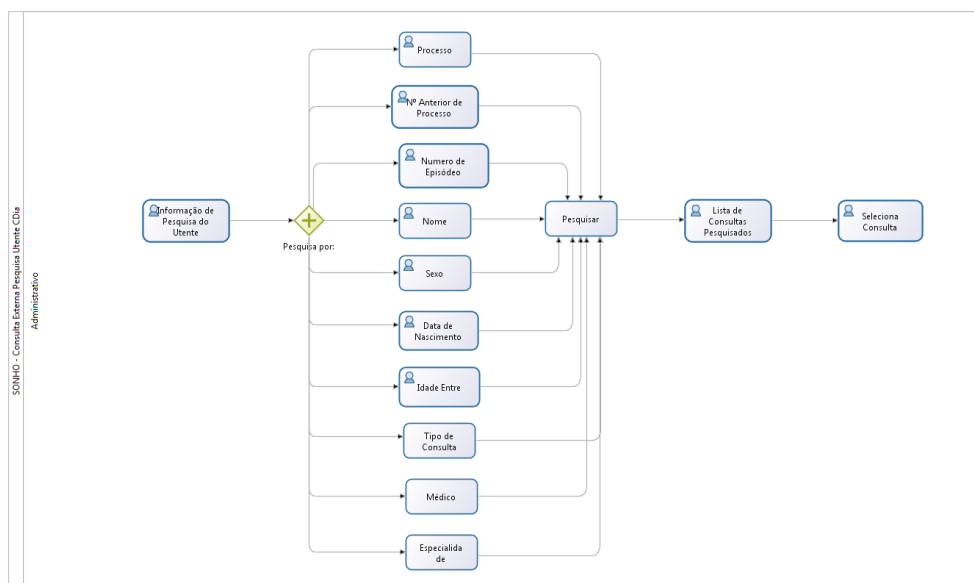 SONHO - Consulta Externa Pesquisa Utente CDia
Administrativo
Informação de
Pesquisa do
Utente
Pesquisa por:
Processo
Nº Anterior de
Processo
Numero de
Episódeo
Nome
Sexo
Data de
Nascimento
Idade Entre
Tipo de
Consulta
Médico
Especialida
de
Pesquisar
Lista de
Consultas
Pesquisados
Seleciona
Consulta